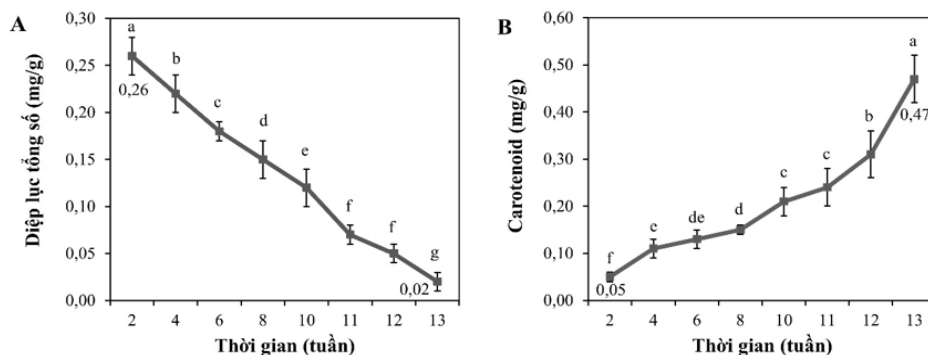 A
Diệp lục tổng số (mg/g)
0,30
0,25
0,20
0,15
0,10
0,05
0,00
a
b
c
d
e
f
f
g
0,26
0,02
2 4 6 8 10 11 12 13
Thời gian (tuần)
B
Carotenoid (mg/g)
0,60
0,50
0,40
0,30
0,20
0,10
0,00
f
e
de
d
c
c
b
a
0,05
0,47
2 4 6 8 10 11 12 13
Thời gian (tuần)